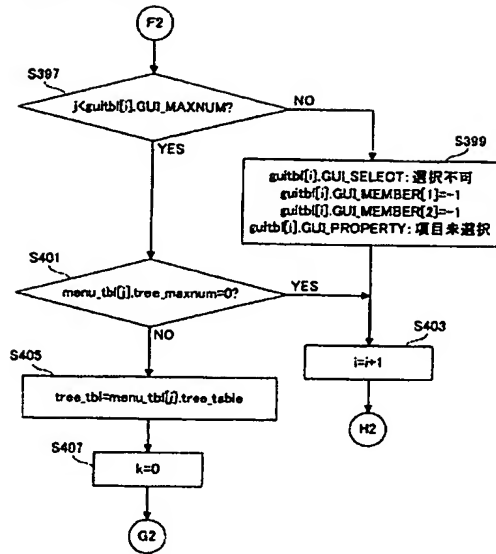 F2
S397
j<guitbl[i].GUI_MAXNUM?
NO
YES
S399
guitbl[i].GUI_SELECT:選択不可
guitbl[i].GUI_MEMBER[1]=-1
guitbl[i].GUI_MEMBER[2]=-1
guitbl[i].GUI_PROPERTY:項目未選択
S401
menu_tbl[j].tree_maxnum=0?
YES
NO
S403
i=i+1
S405
tree_tbl=menu_tbl[j].tree_table
H2
S407
k=0
G2